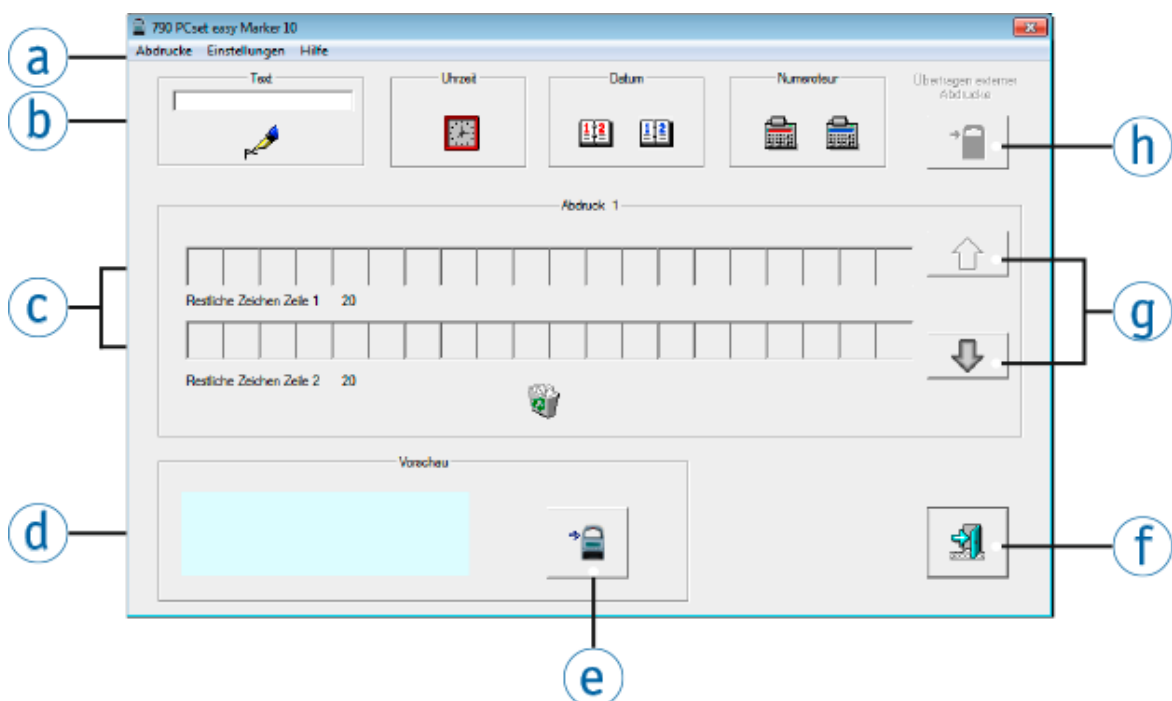 790 PCset easy Marker 10
a
Abdrucke Einstellungen Hilfe
b
Text
Uhrzeit
Datum
Numeroteur
Übertragen externer
Abdrucke
h
Abdruck 1
c
Restliche Zeichen Zeile 1 20
g
Restliche Zeichen Zeile 2 20
Vorschau
d
f
e